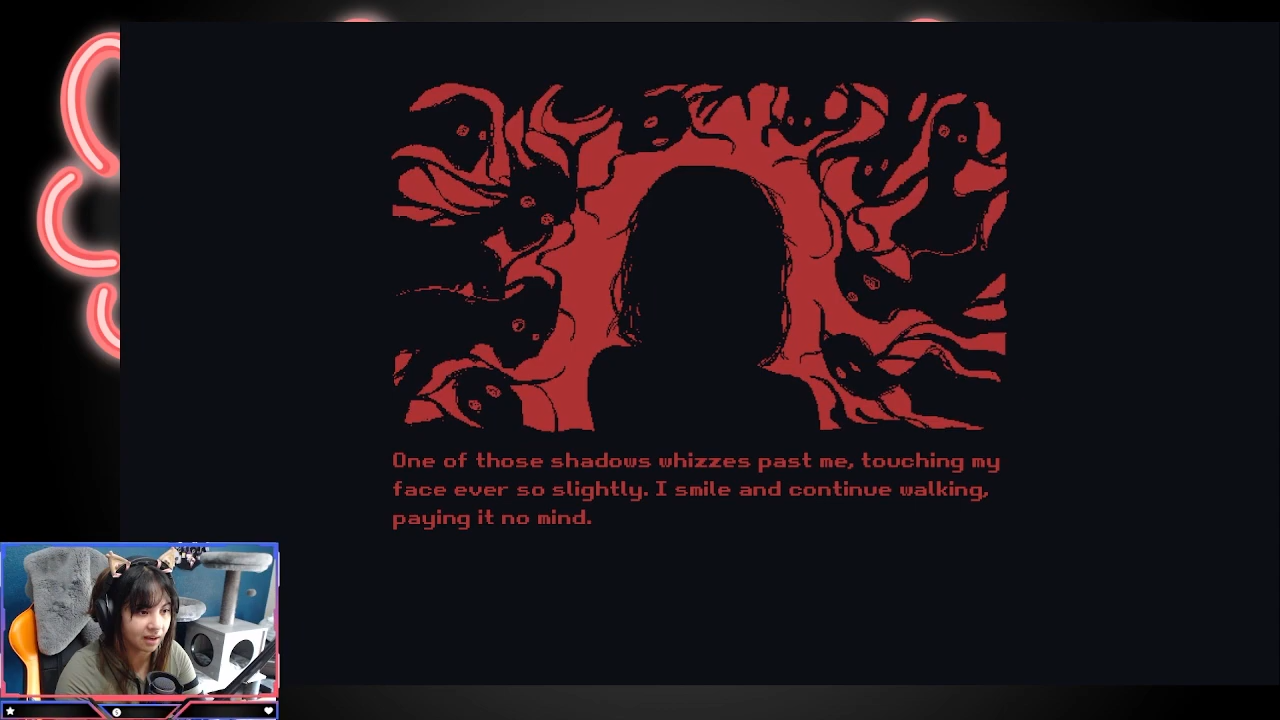 One of those shadows whizzes past me, touching my
face ever so slightly. I smile and continue walking,
paying it no mind.